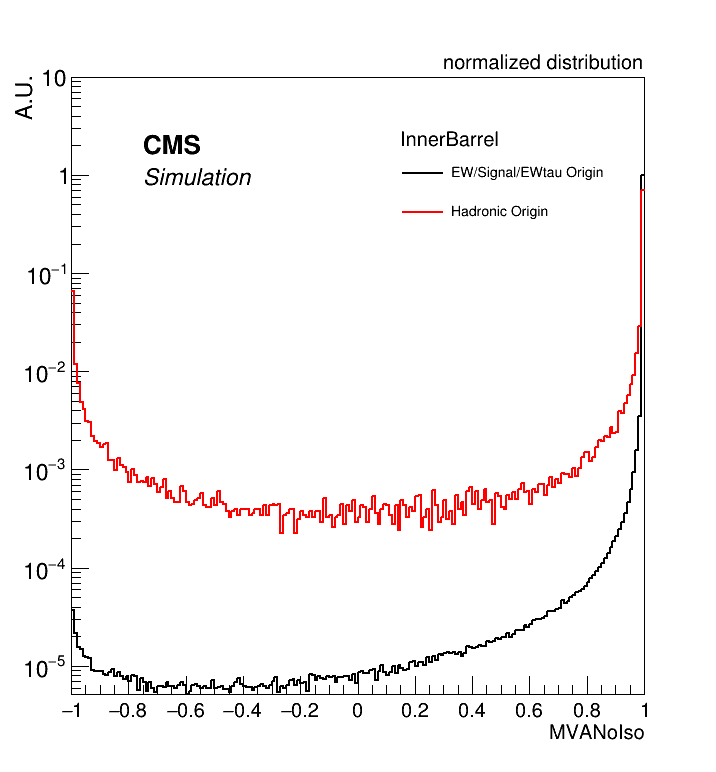 normalized distribution
A.U.
10
1
10⁻¹
10⁻²
10⁻³
10⁻⁴
10⁻⁵
CMS
Simulation
InnerBarrel
EW/Signal/EWtau Origin
Hadronic Origin
−1 −0.8 −0.6 −0.4 −0.2 0 0.2 0.4 0.6 0.8 1
MVANoIso